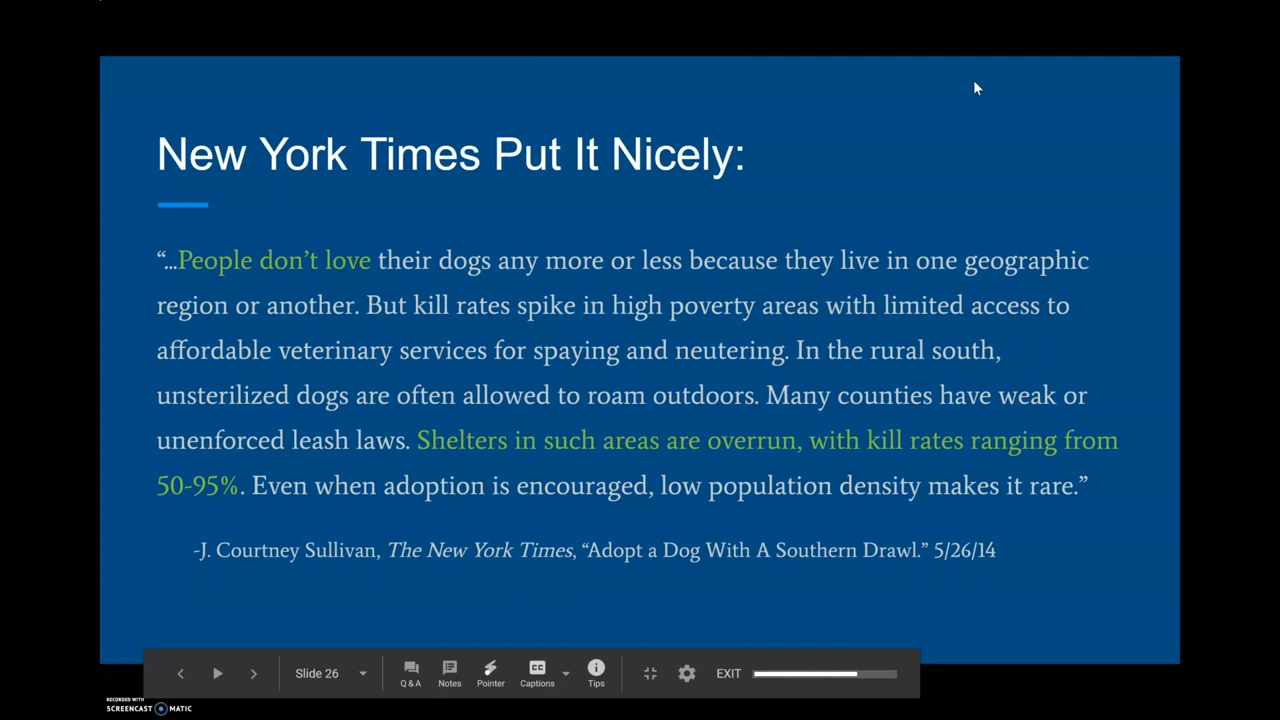 New York Times Put It Nicely:
“...People don’t love their dogs any more or less because they live in one geographic
region or another. But kill rates spike in high poverty areas with limited access to
affordable veterinary services for spaying and neutering. In the rural south,
unsterilized dogs are often allowed to roam outdoors. Many counties have weak or
unenforced leash laws. Shelters in such areas are overrun, with kill rates ranging from
50-95%. Even when adoption is encouraged, low population density makes it rare.”
-J. Courtney Sullivan, The New York Times, “Adopt a Dog With A Southern Drawl.” 5/26/14
Slide 26 Q & A Notes Pointer CC Captions Tips EXIT
RECORDED WITH
SCREENCAST MATIC